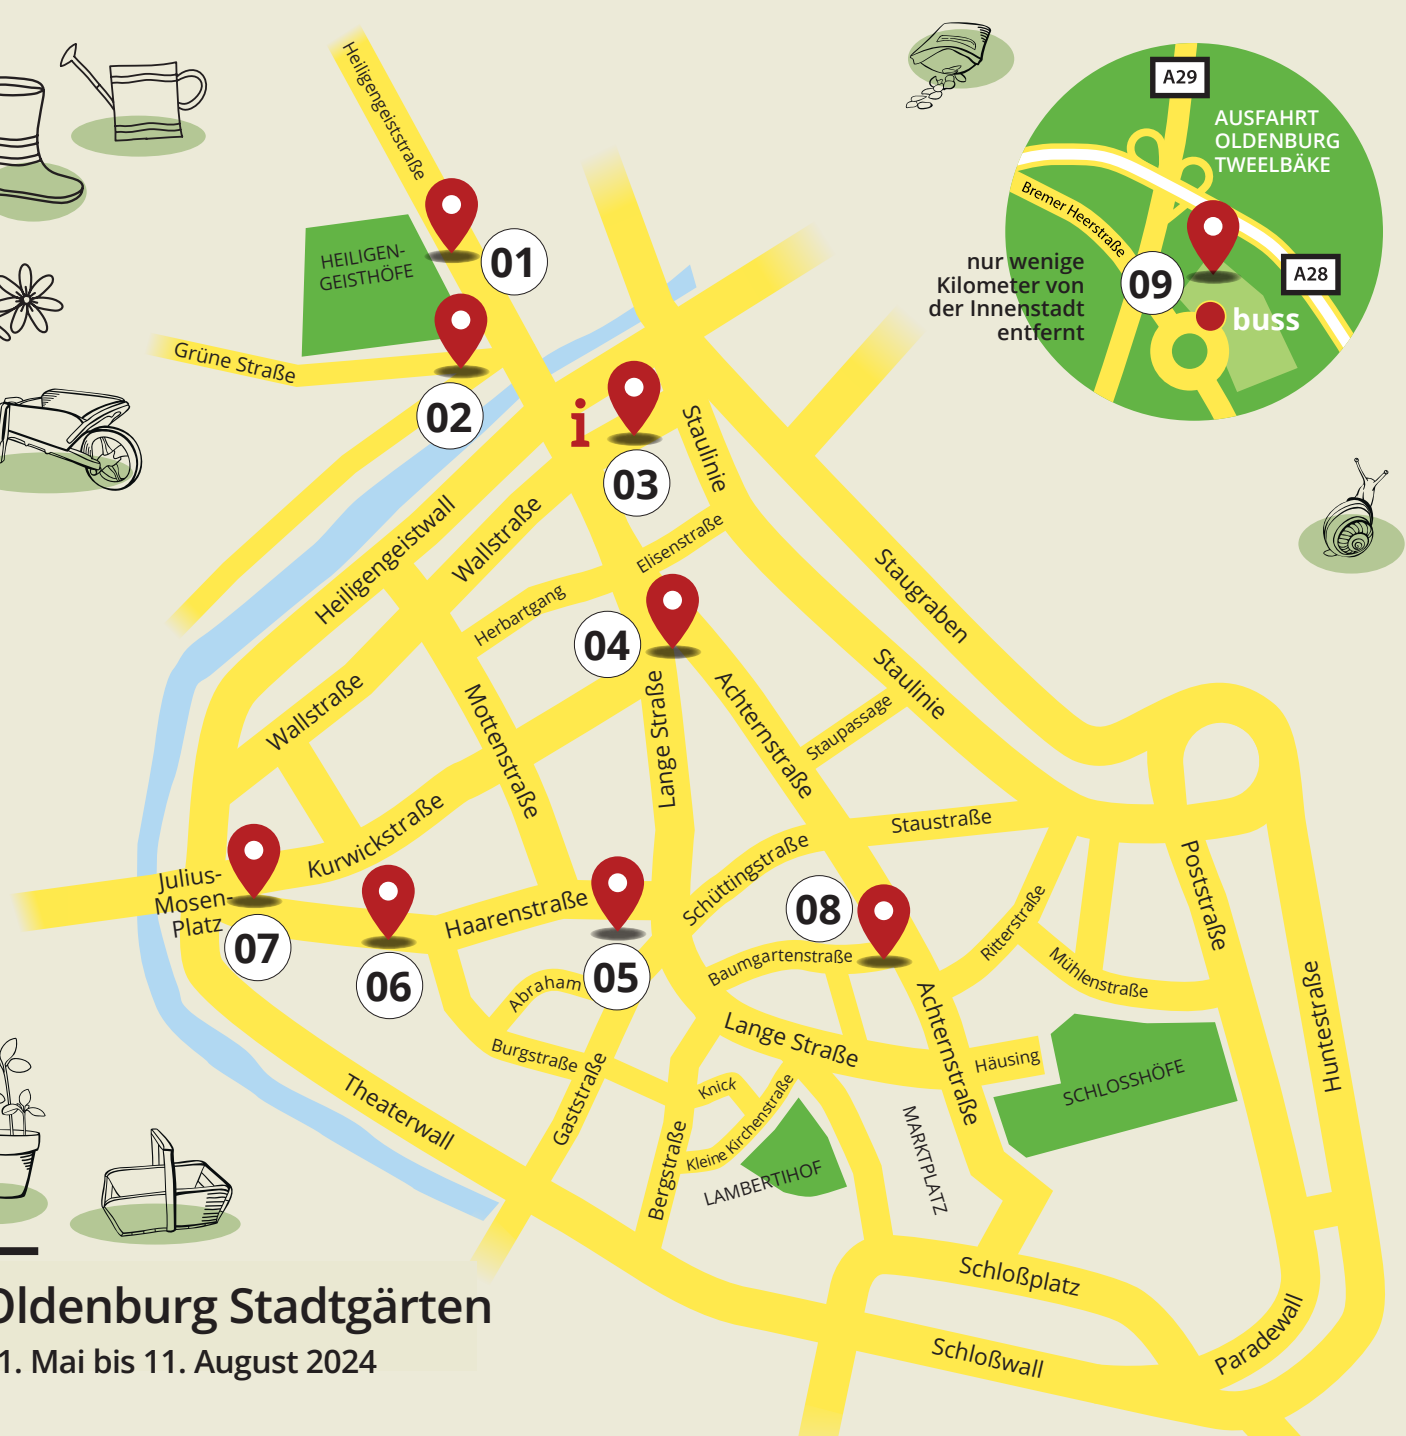 Heiligengeiststraße
A29
AUSFAHRT
OLDENBURG
TWEELBÄKE
Bremer Heerstraße
HEILIGEN-
GEISTHÖFE
01
nur wenige
Kilometer von
der Innenstadt
entfernt
09
A28
buss
Grüne Straße
02
i
03
Staulinie
Heiligengeistwall
Wallstraße
Elisenstraße
Herbartgang
04
Staugraben
Wallstraße
Mottenstraße
Lange Straße
Achternstraße
Staulinie
Staupassage
Kurwickstraße
Staustraße
Schüttingstraße
Julius-
Mosen-
Platz
07
06
Haarenstraße
05
08
Baumgartenstraße
Ritterstraße
Mühlenstraße
Poststraße
Huntestraße
Abraham
Burgstraße
Lange Straße
Achternstraße
Häusing
SCHLOSSHÖFE
Theaterwall
Gaststraße
Knick
Kleine Kirchenstraße
Bergstraße
LAMBERTIHOF
MARKTPLATZ
Schloßplatz
Paradewall
Schloßwall
Oldenburg Stadtgärten
1. Mai bis 11. August 2024